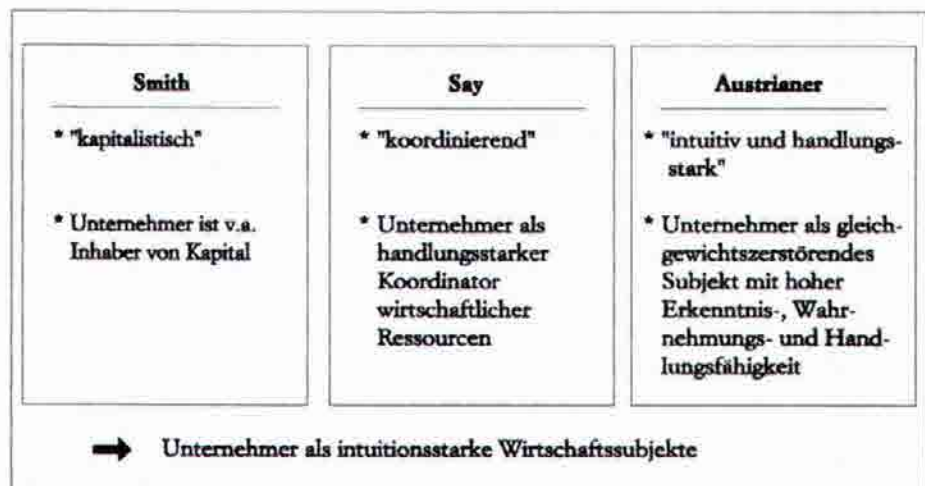 Smith
* "kapitalistisch"
* Unternehmer ist v.a.
Inhaber von Kapital
Say
* "koordinierend"
* Unternehmer als
handlungsstarker
Koordinator
wirtschaftlicher
Ressourcen
Austrianer
* "intuitiv und handlungs-
stark"
* Unternehmer als gleich-
gewichtszerstörendes
Subjekt mit hoher
Erkenntnis-, Wahr-
nehmungs- und Hand-
lungsfähigkeit
➡ Unternehmer als intuitionsstarke Wirtschaftssubjekte